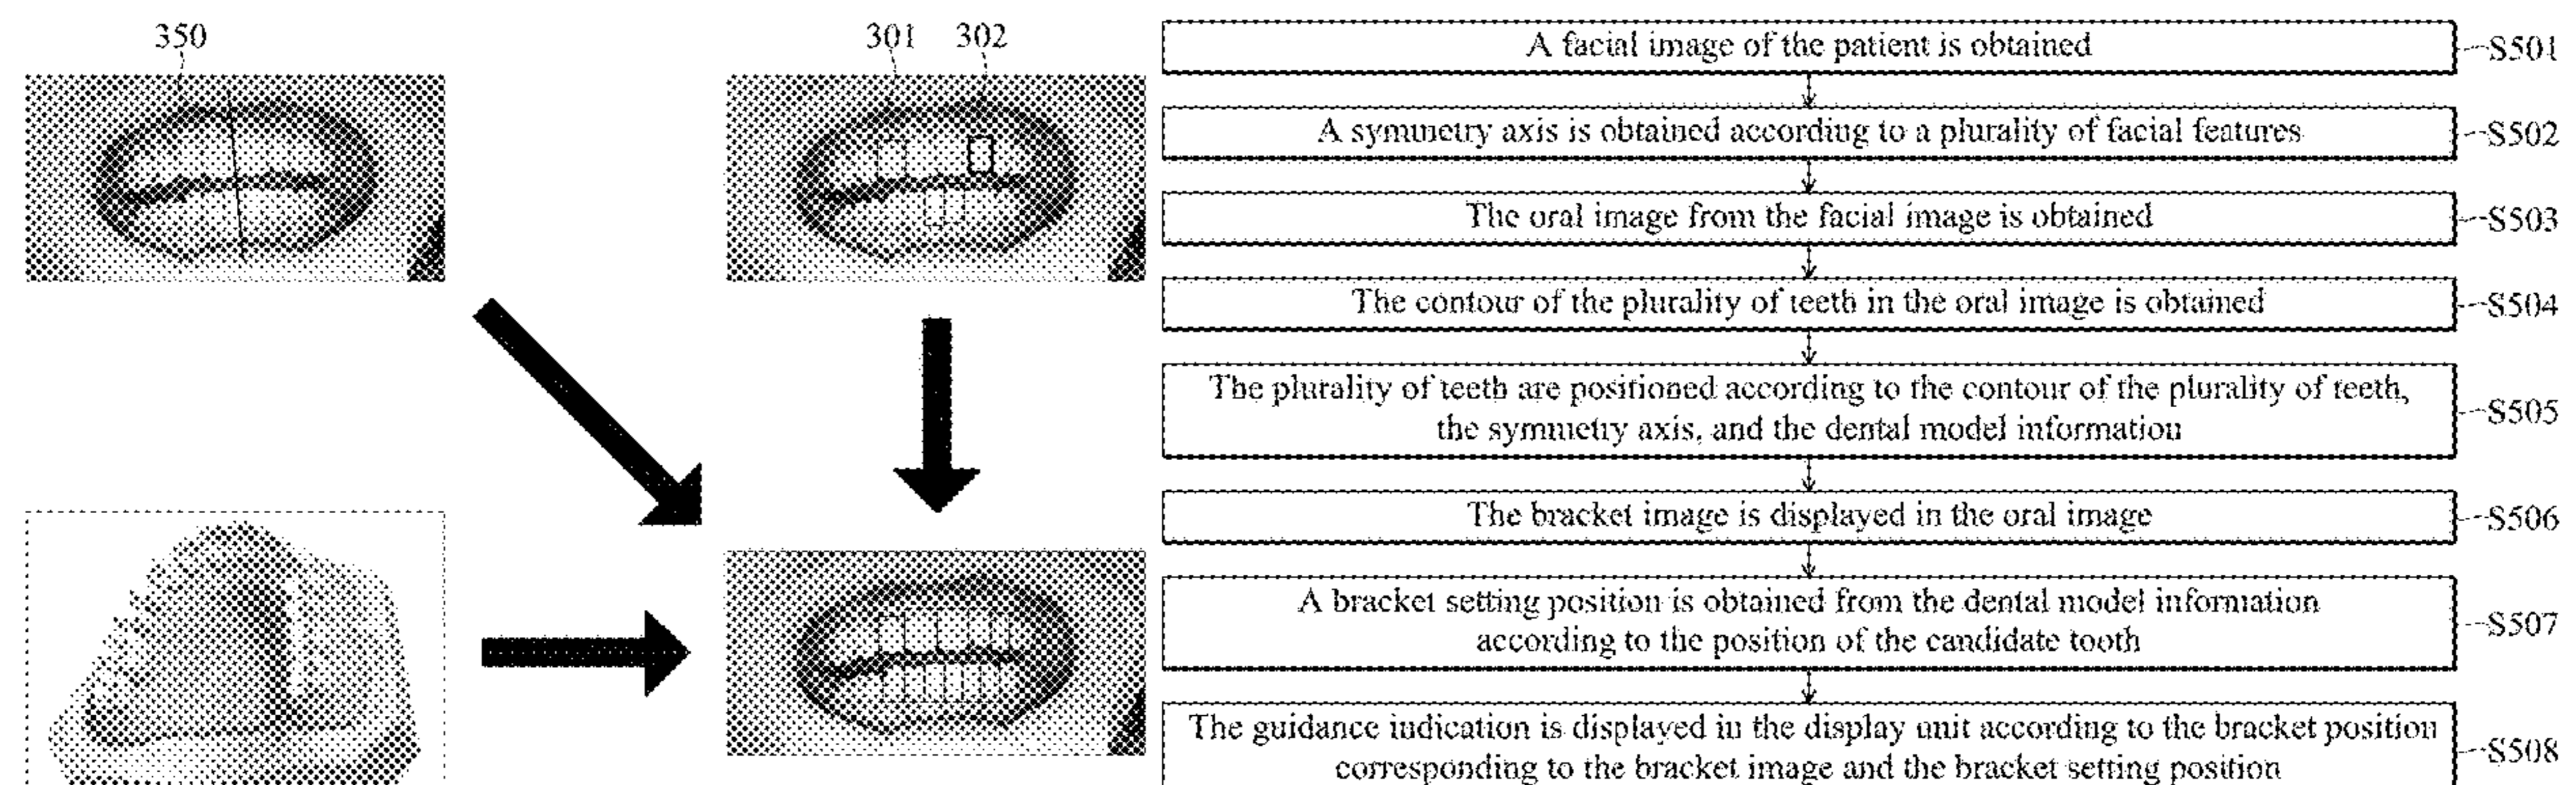 350
301 302
A facial image of the patient is obtained
S501
A symmetry axis is obtained according to a plurality of facial features
S502
The oral image from the facial image is obtained
S503
The contour of the plurality of teeth in the oral image is obtained
S504
The plurality of teeth are positioned according to the contour of the plurality of teeth,
the symmetry axis, and the dental model information
S505
The bracket image is displayed in the oral image
S506
A bracket setting position is obtained from the dental model information
according to the position of the candidate tooth
S507
The guidance indication is displayed in the display unit according to the bracket position
corresponding to the bracket image and the bracket setting position
S508